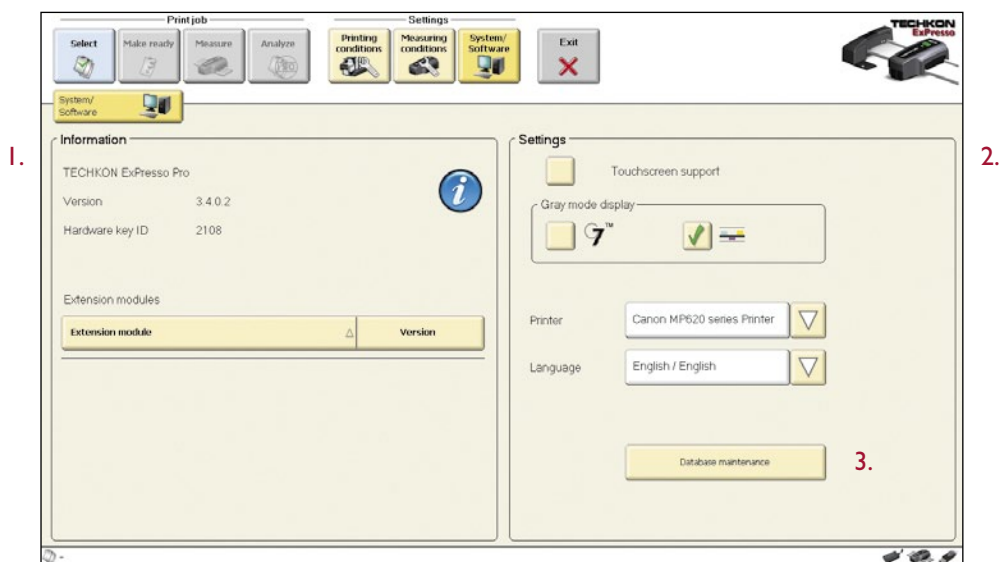 Print job
Settings
Select
Make ready
Measure
Analyze
Printing conditions
Measuring conditions
System/ Software
Exit
TECHKON
ExPresso
System/ Software
1.
Information
TECHKON ExPresso Pro
Version 3.4.0.2
Hardware key ID 2108
Extension modules
Extension module Version
2.
Settings
Touchscreen support
Gray mode display
G7™
Printer Canon MP620 series Printer
Language English / English
Database maintenance
3.
-